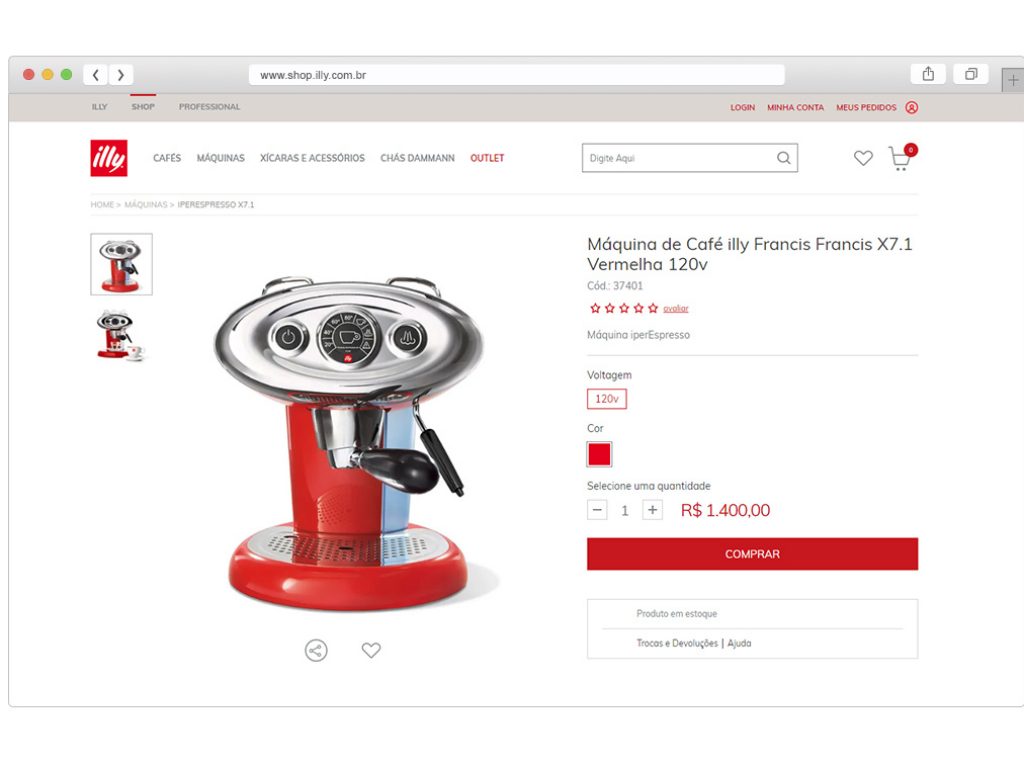 www.shop.illy.com.br
ILLY SHOP PROFESSIONAL
LOGIN MINHA CONTA MEUS PEDIDOS
illy
CAFÉS MÁQUINAS XÍCARAS E ACESSÓRIOS CHÁS DAMMANN OUTLET
Digite Aqui
0
HOME > MÁQUINAS > IPERESPRESSO X7.1
Máquina de Café illy Francis Francis X7.1
Vermelha 120v
Cód.: 37401
avaliar
Máquina iperEspresso
Voltagem
120v
Cor
Selecione uma quantidade
− 1 + R$ 1.400,00
COMPRAR
Produto em estoque
Trocas e Devoluções | Ajuda
illy